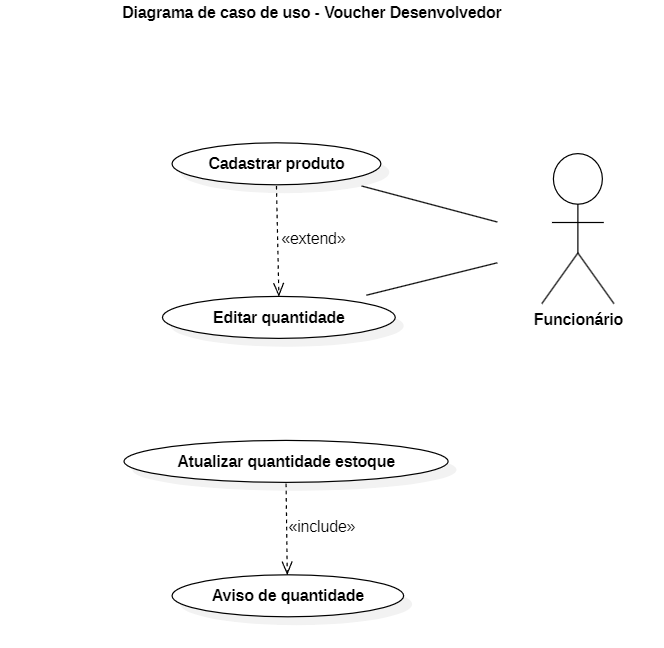 Diagrama de caso de uso - Voucher Desenvolvedor
Cadastrar produto
«extend»
Editar quantidade
Funcionário
Atualizar quantidade estoque
«include»
Aviso de quantidade